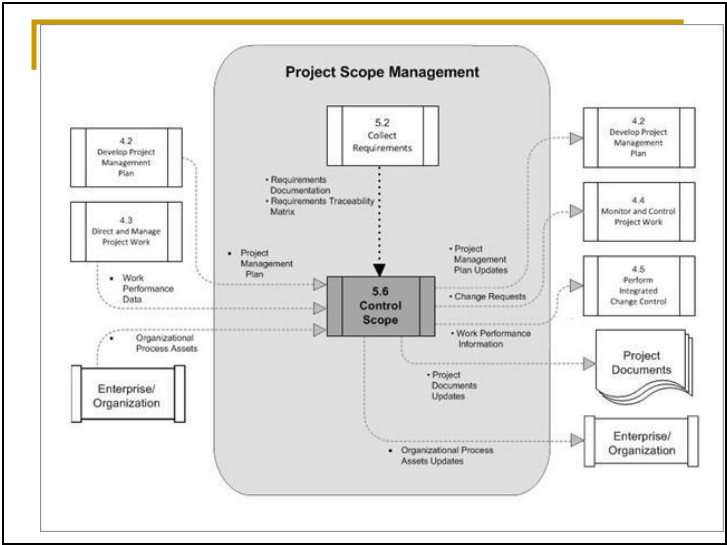 Project Scope Management
5.2
Collect
Requirements
4.2
Develop Project
Management
Plan
4.3
Direct and Manage
Project Work
• Requirements
Documentation
• Requirements Traceability
Matrix
• Project
Management
Plan
• Work
Performance
Data
• Organizational
Process Assets
Enterprise/
Organization
5.6
Control
Scope
• Project
Management
Plan Updates
• Change Requests
• Work Performance
Information
• Project
Documents
Updates
• Organizational Process
Assets Updates
4.2
Develop Project
Management
Plan
4.4
Monitor and Control
Project Work
4.5
Perform
Integrated
Change Control
Project
Documents
Enterprise/
Organization